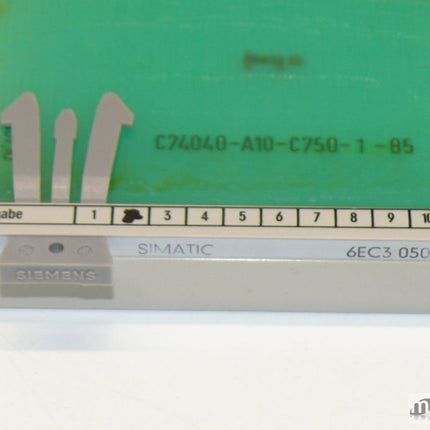 C74040-A10-C750-1-85
abe 1 3 4 5 6 7 8 9 10
SIMATIC 6EC3 050
SIEMENS